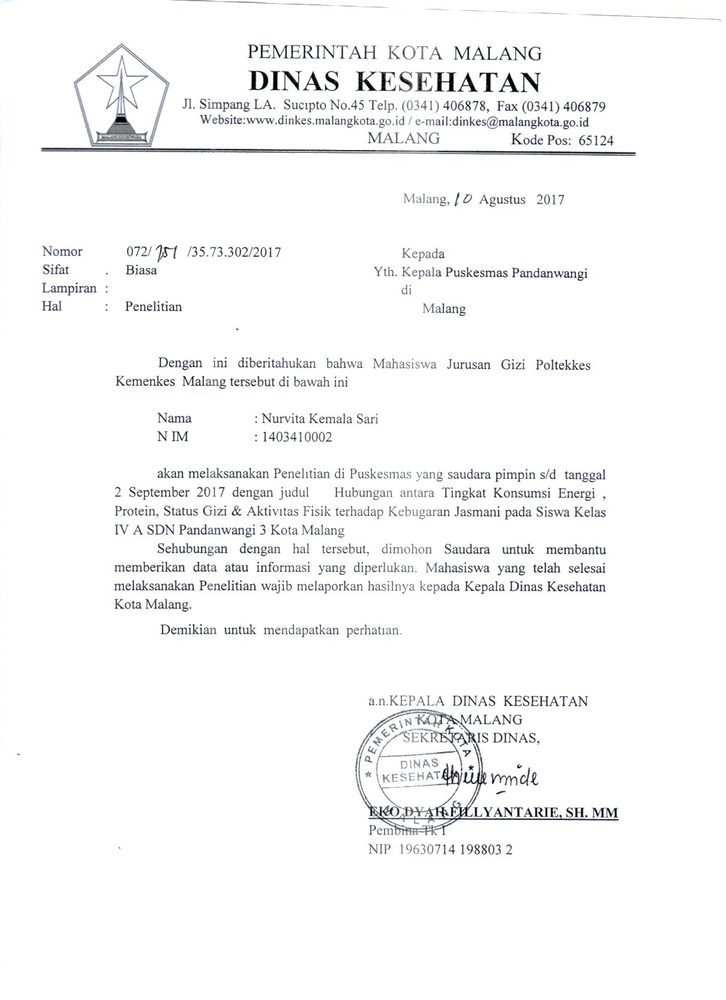 PEMERINTAH KOTA MALANG
DINAS KESEHATAN
Jl. Simpang LA. Sucipto No.45 Telp. (0341) 406878, Fax (0341) 406879
Website:www.dinkes.malangkota.go.id / e-mail:dinkes@malangkota.go.id
MALANG Kode Pos: 65124
MALANG KUCECWARA
Malang, 10 Agustus 2017
Nomor 072/ /35.73.302/2017
Sifat . Biasa
Lampiran :
Hal : Penelitian
Kepada
Yth. Kepala Puskesmas Pandanwangi
di
Malang
Dengan ini diberitahukan bahwa Mahasiswa Jurusan Gizi Poltekkes
Kemenkes Malang tersebut di bawah ini
Nama : Nurvita Kemala Sari
N IM : 1403410002
akan melaksanakan Penelitian di Puskesmas yang saudara pimpin s/d tanggal
2 September 2017 dengan judul Hubungan antara Tingkat Konsumsi Energi ,
Protein, Status Gizi & Aktivitas Fisik terhadap Kebugaran Jasmani pada Siswa Kelas
IV A SDN Pandanwangi 3 Kota Malang
Sehubungan dengan hal tersebut, dimohon Saudara untuk membantu
memberikan data atau informasi yang diperlukan. Mahasiswa yang telah selesai
melaksanakan Penelitian wajib melaporkan hasilnya kepada Kepala Dinas Kesehatan
Kota Malang.
Demikian untuk mendapatkan perhatian.
a.n.KEPALA DINAS KESEHATAN
KOTA MALANG
SEKRETARIS DINAS,
PEMERINTAH KOTA
DINAS
KESEHATAN
MALANG
EKO DYAH FILLYANTARIE, SH. MM
Pembina Tk I
NIP 19630714 198803 2